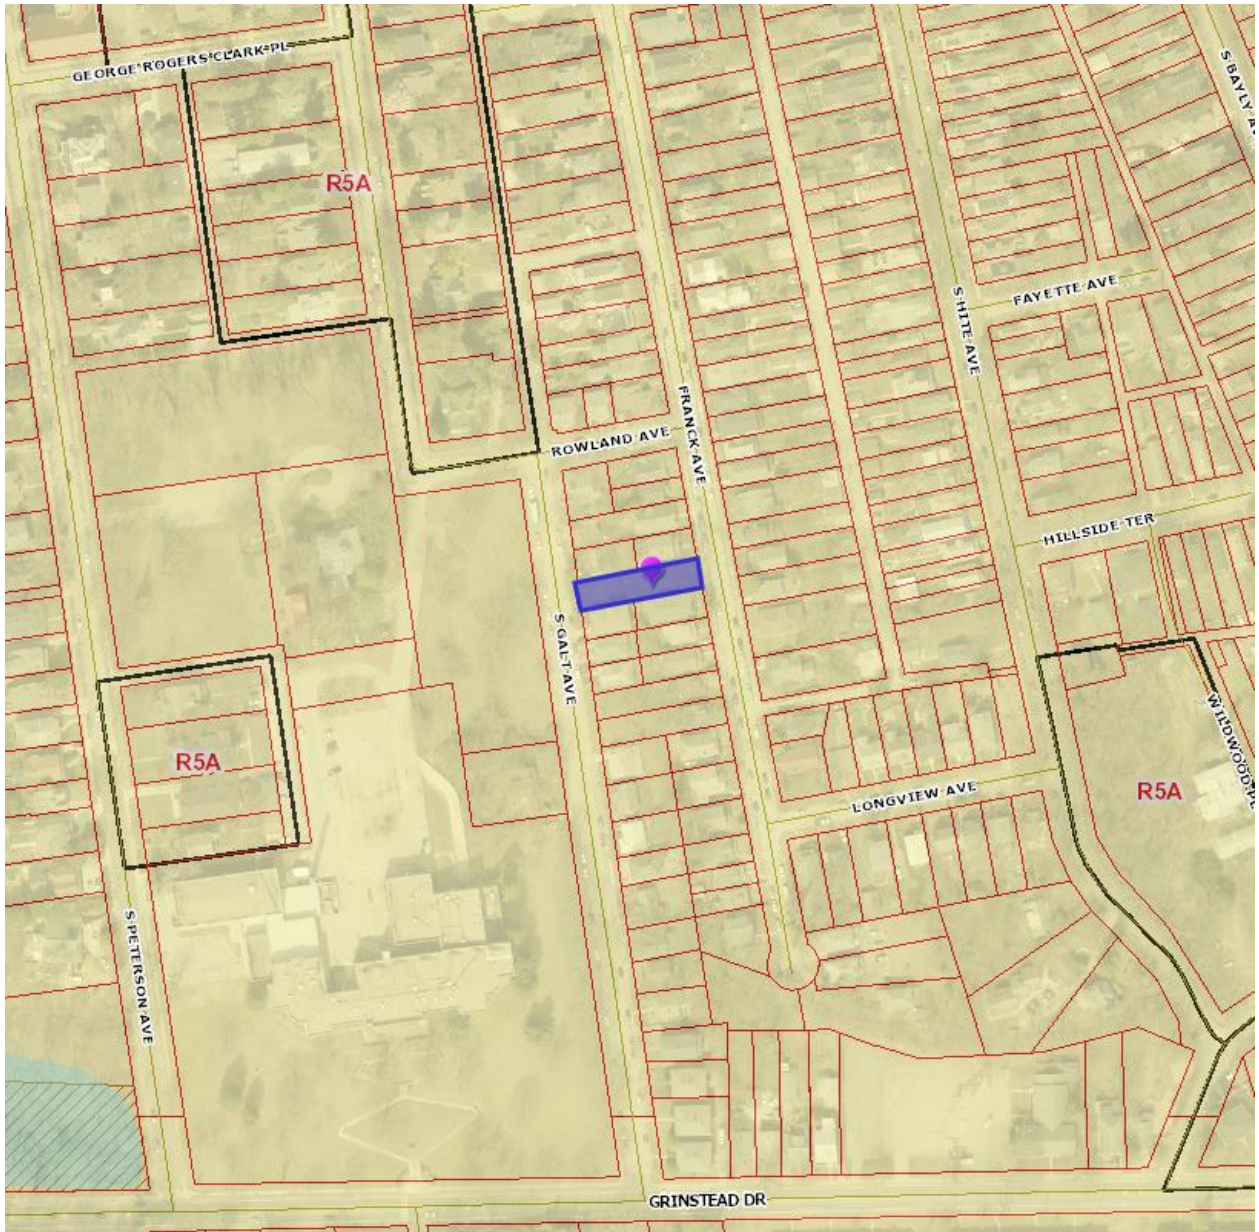 GEORGE ROGERS CLARK PL
S BAYLY A
R5A
FAYETTE AVE
S HITE AVE
FRANCK AVE
ROWLAND AVE
HILLSIDE TER
S GALT AVE
WILDWOOD PL
R5A
R5A
LONGVIEW AVE
S PETERSON AVE
GRINSTEAD DR